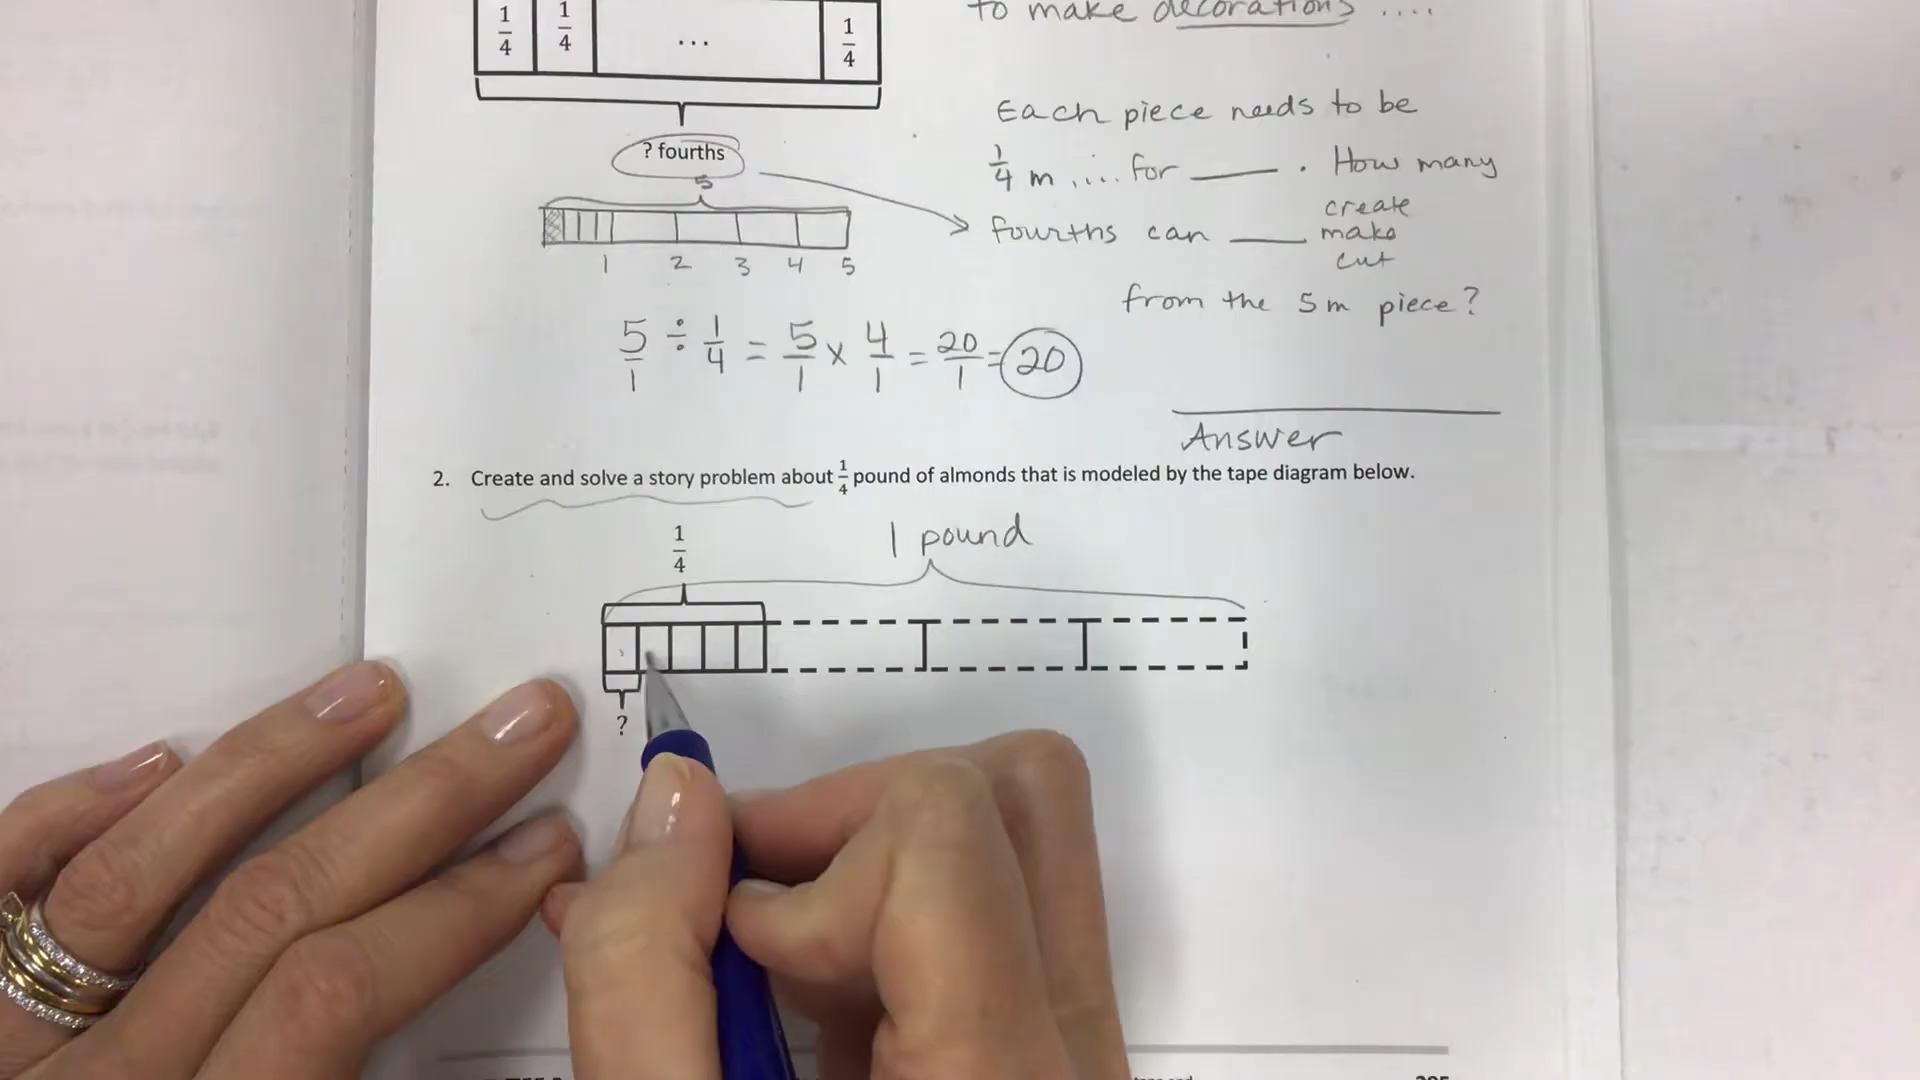 1/4 1/4 ... 1/4
to make decorations ....
Each piece needs to be
? fourths
1/4 m .... for ____ . How many
5
create
fourths can ____ make
cut
1 2 3 4 5
from the 5m piece?
5/1 ÷ 1/4 = 5/1 x 4/1 = 20/1 = 20
Answer
2. Create and solve a story problem about 1/4 pound of almonds that is modeled by the tape diagram below.
1/4
1 pound
?